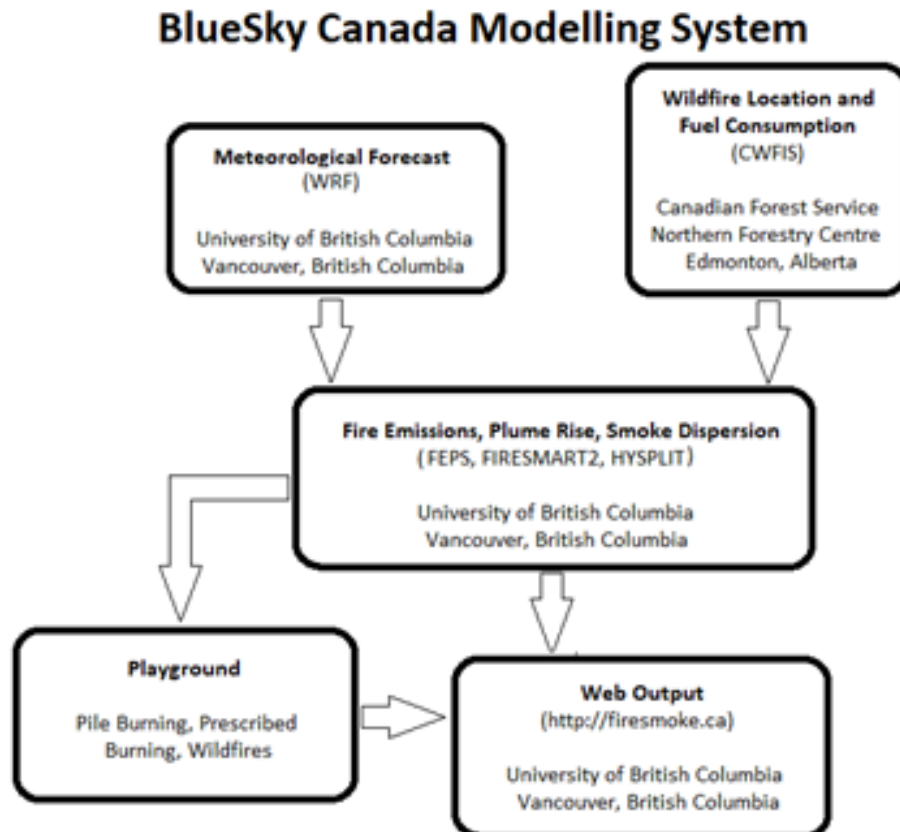 BlueSky Canada Modelling System
Meteorological Forecast
(WRF)
University of British Columbia
Vancouver, British Columbia
Wildfire Location and
Fuel Consumption
(CWFIS)
Canadian Forest Service
Northern Forestry Centre
Edmonton, Alberta
Fire Emissions, Plume Rise, Smoke Dispersion
( FEPS, FIRESMART2, HYSPLIT)
University of British Columbia
Vancouver, British Columbia
Playground
Pile Burning, Prescribed
Burning, Wildfires
Web Output
(http://firesmoke.ca)
University of British Columbia
Vancouver, British Columbia